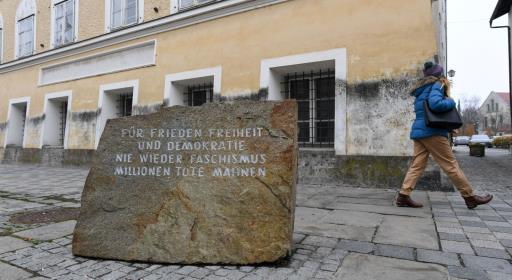 FÜR FRIEDEN FREIHEIT
UND DEMOKRATIE
NIE WIEDER FASCHISMUS
MILLIONEN TOTE MAHNEN